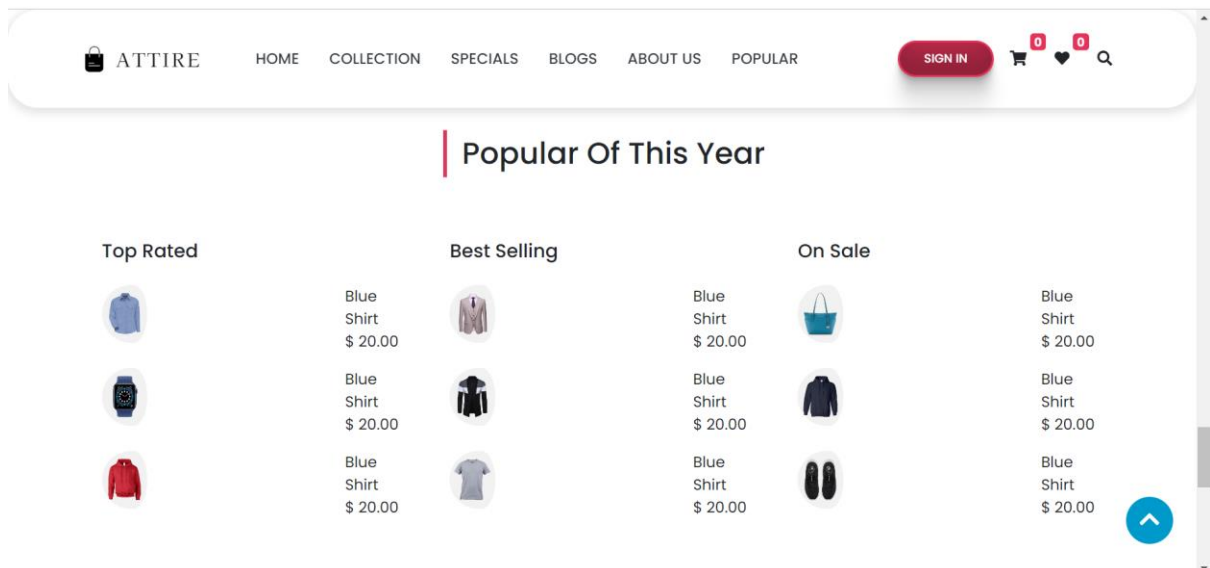 ATTIRE HOME COLLECTION SPECIALS BLOGS ABOUT US POPULAR SIGN IN 0 0
Popular Of This Year
Top Rated
Blue
Shirt
$ 20.00
Blue
Shirt
$ 20.00
Blue
Shirt
$ 20.00
Best Selling
Blue
Shirt
$ 20.00
Blue
Shirt
$ 20.00
Blue
Shirt
$ 20.00
On Sale
Blue
Shirt
$ 20.00
Blue
Shirt
$ 20.00
Blue
Shirt
$ 20.00